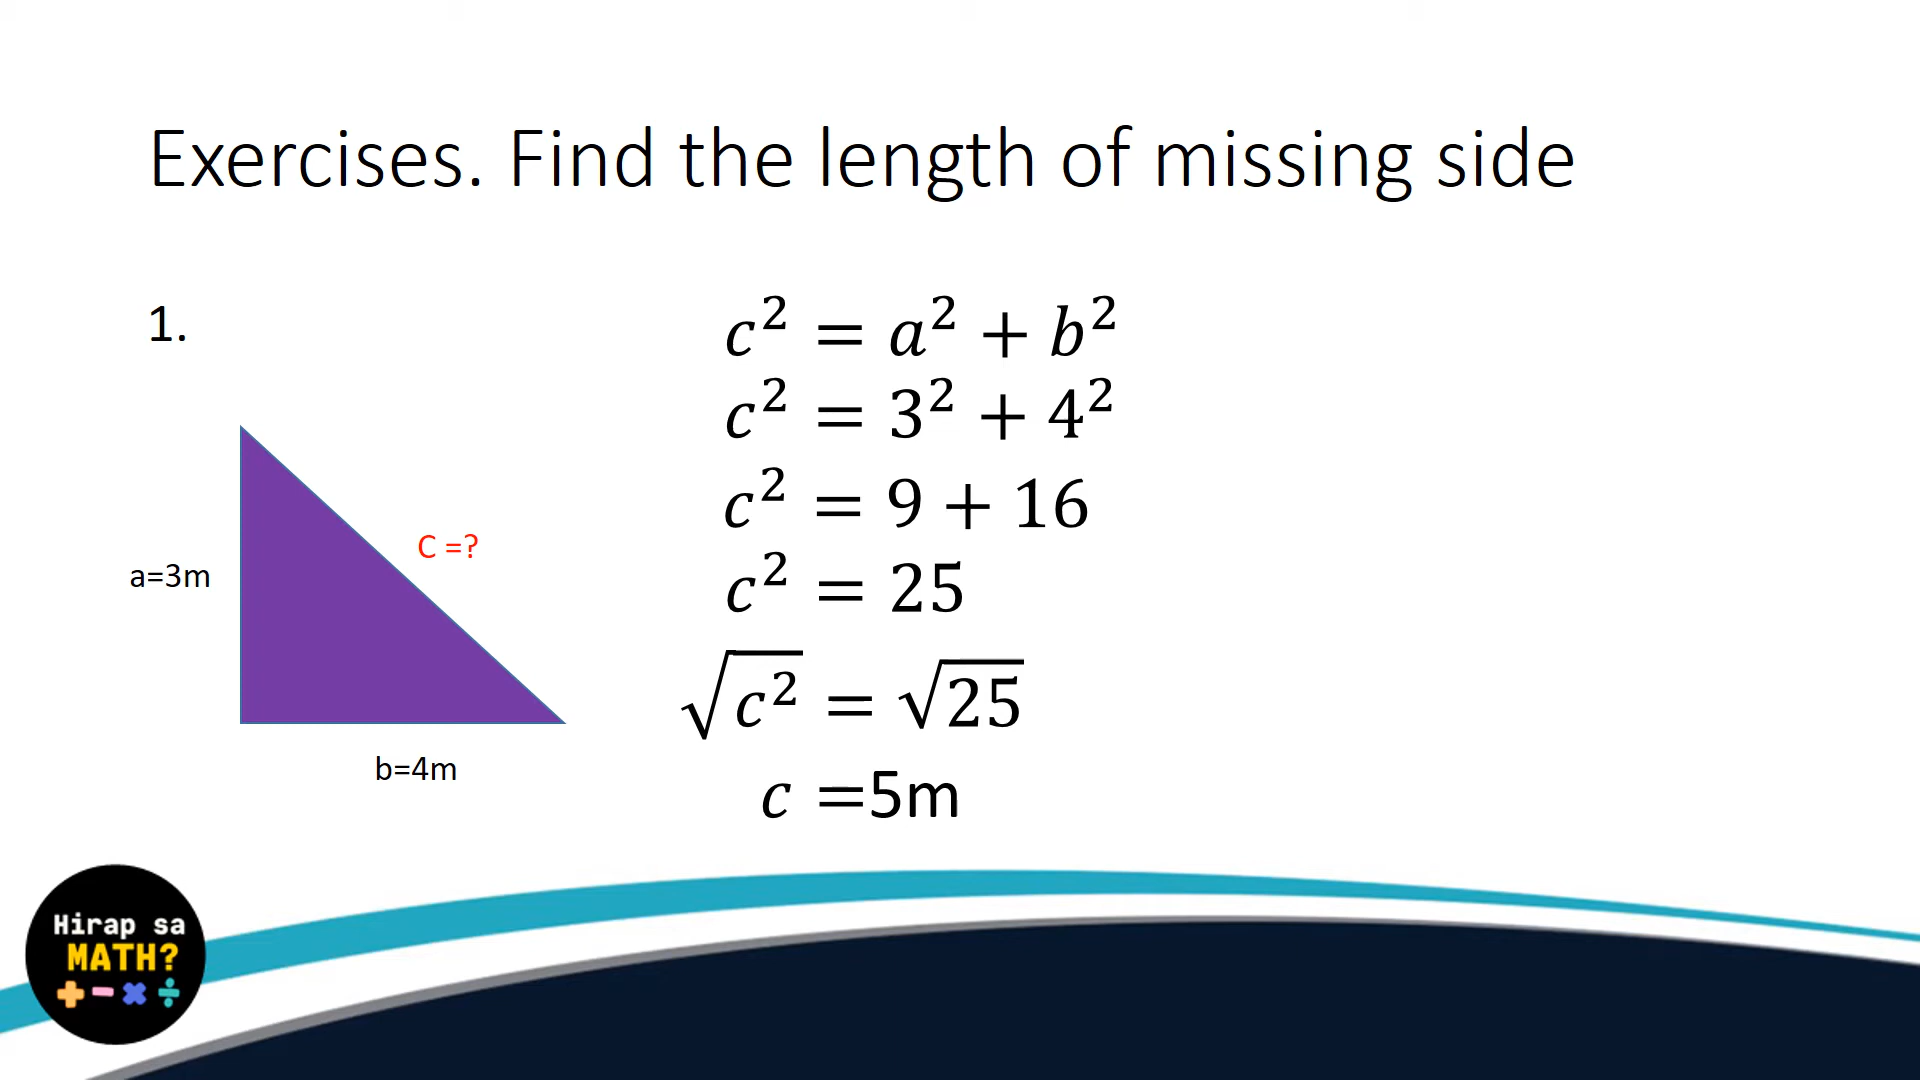 Exercises. Find the length of missing side
1.
c² = a² + b²
c² = 3² + 4²
c² = 9 + 16
c² = 25
√c² = √25
c =5m
C =?
a=3m
b=4m
Hirap sa
MATH?
+ - × ÷